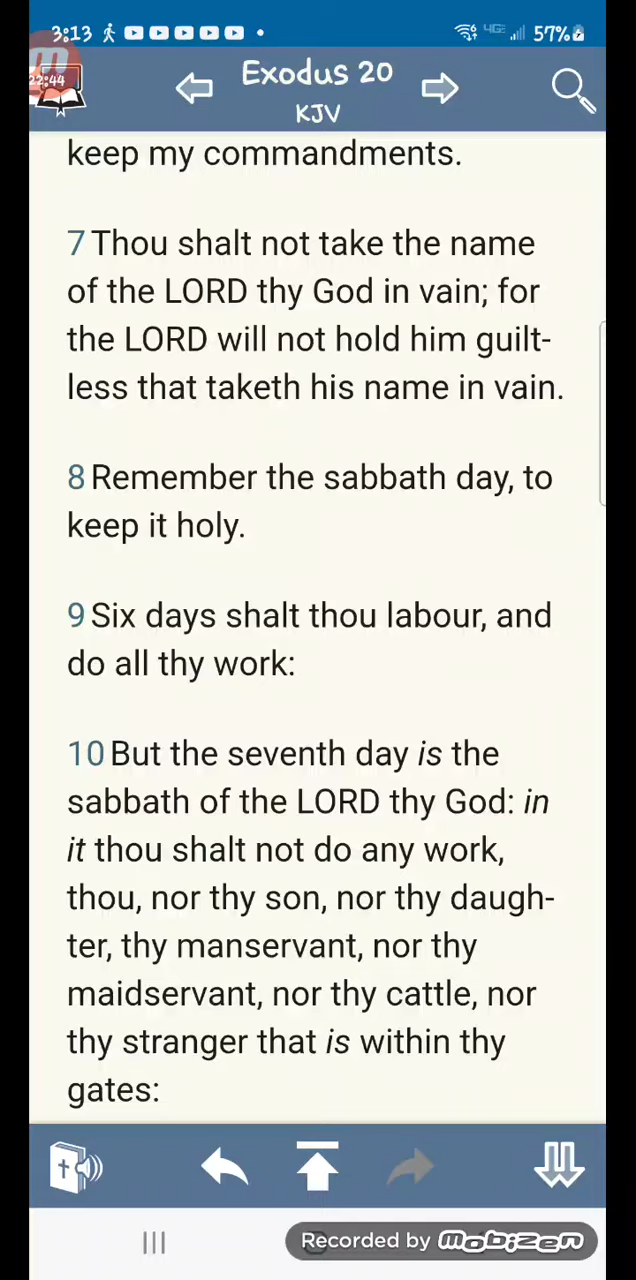 3:13
57%
22:44
Exodus 20
KJV
keep my commandments.
7 Thou shalt not take the name
of the LORD thy God in vain; for
the LORD will not hold him guilt-
less that taketh his name in vain.
8 Remember the sabbath day, to
keep it holy.
9 Six days shalt thou labour, and
do all thy work:
10 But the seventh day is the
sabbath of the LORD thy God: in
it thou shalt not do any work,
thou, nor thy son, nor thy daugh-
ter, thy manservant, nor thy
maidservant, nor thy cattle, nor
thy stranger that is within thy
gates:
Recorded by mobizen